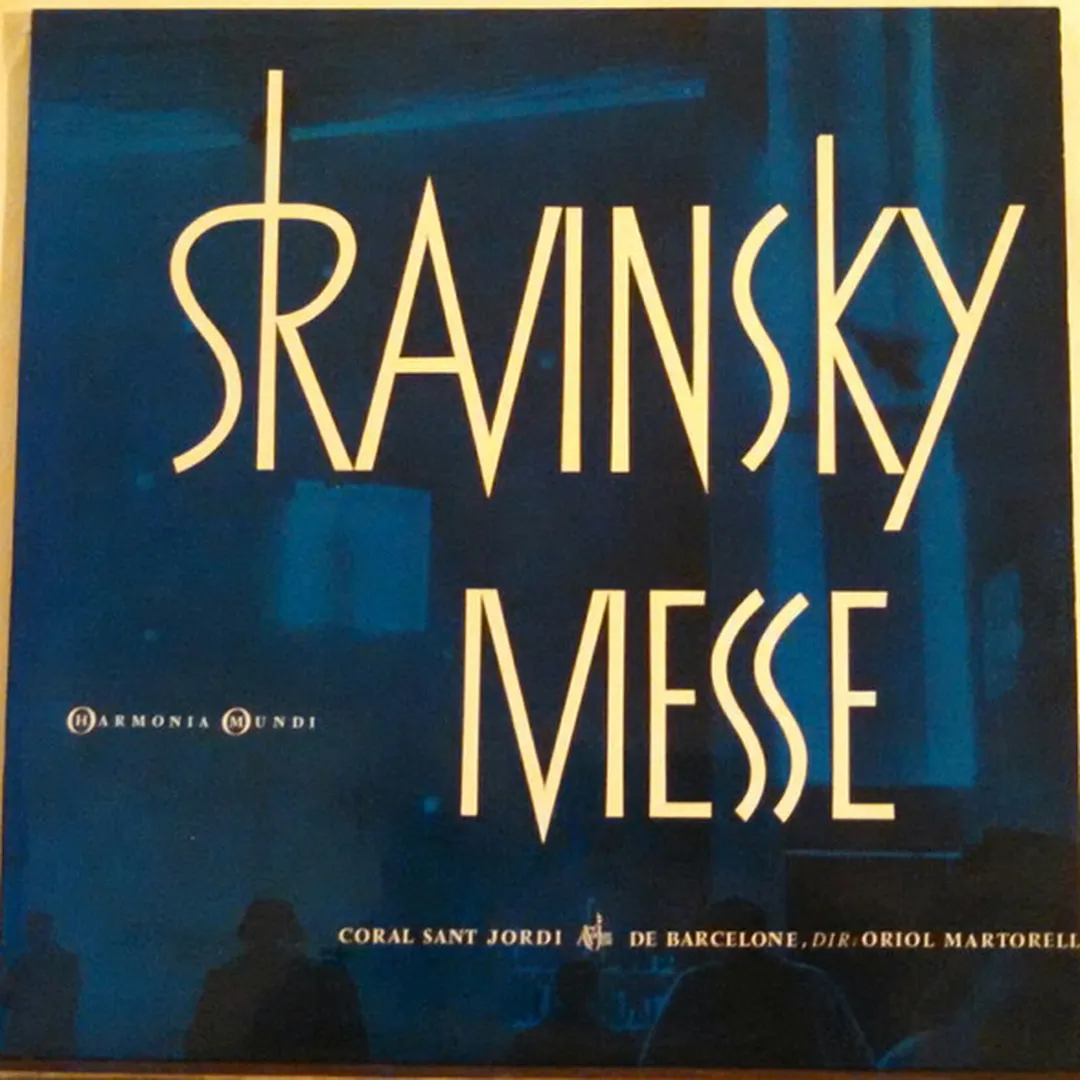 STRAVINSKY
MESSE
HARMONIA MUNDI
CORAL SANT JORDI DE BARCELONE, DIR: ORIOL MARTORELL